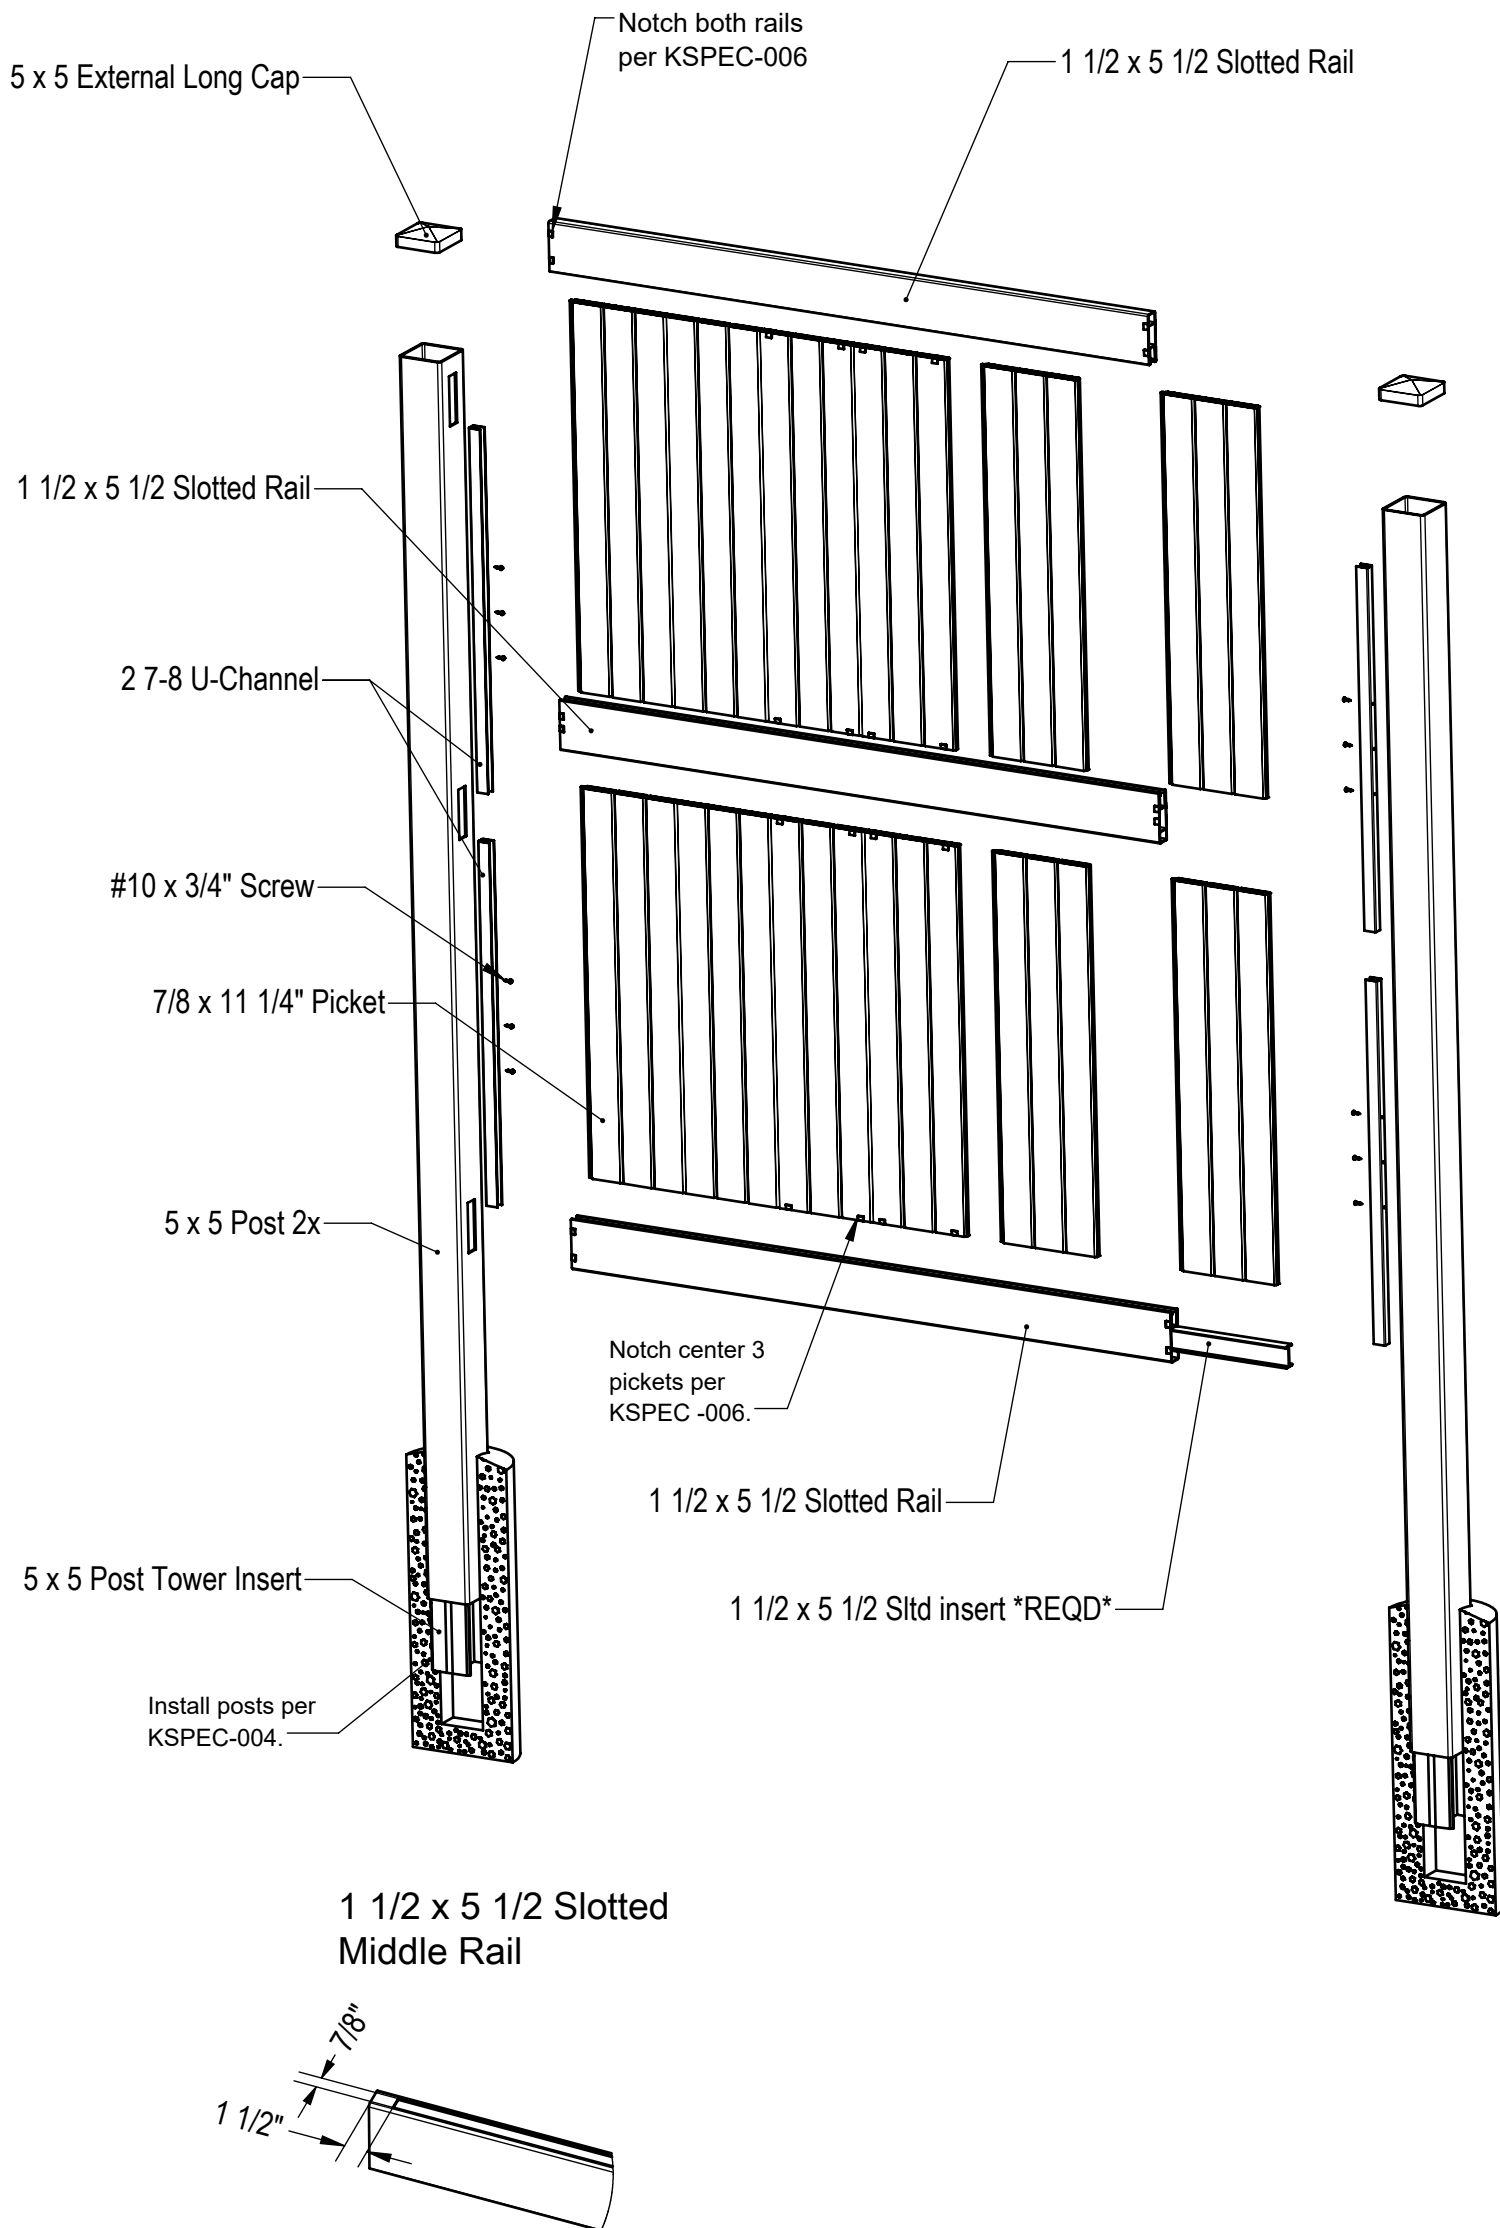 Notch both rails
per KSPEC-006
5 x 5 External Long Cap
1 1/2 x 5 1/2 Slotted Rail
1 1/2 x 5 1/2 Slotted Rail
2 7-8 U-Channel
#10 x 3/4" Screw
7/8 x 11 1/4" Picket
5 x 5 Post 2x
Notch center 3
pickets per
KSPEC -006.
1 1/2 x 5 1/2 Slotted Rail
5 x 5 Post Tower Insert
1 1/2 x 5 1/2 Sltd insert *REQD*
Install posts per
KSPEC-004.
1 1/2 x 5 1/2 Slotted
Middle Rail
7/8"
1 1/2"